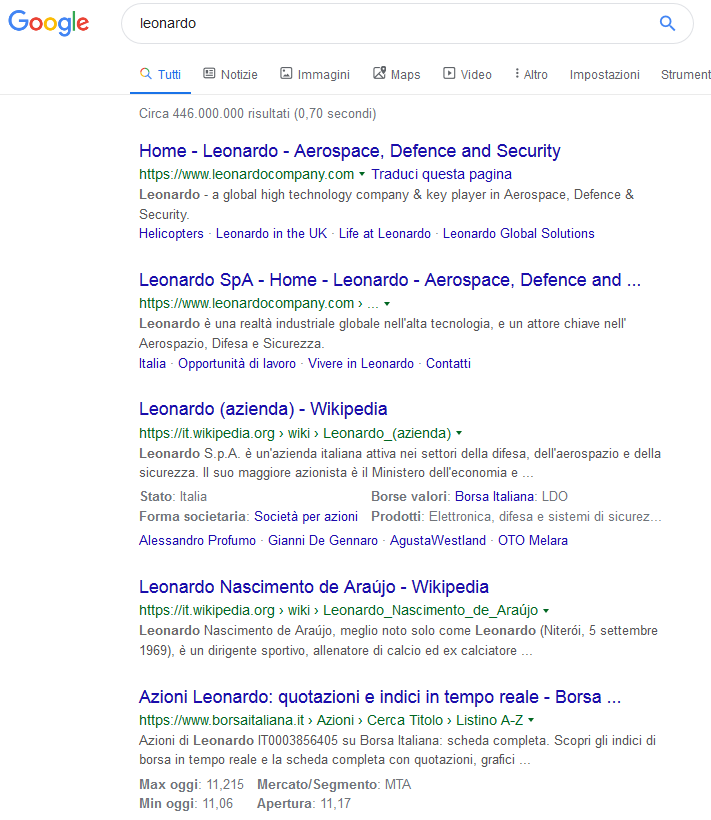 Google
leonardo
Tutti Notizie Immagini Maps Video Altro Impostazioni Strument
Circa 446.000.000 risultati (0,70 secondi)
Home - Leonardo - Aerospace, Defence and Security
https://www.leonardocompany.com Traduci questa pagina
Leonardo - a global high technology company & key player in Aerospace, Defence &
Security.
Helicopters · Leonardo in the UK · Life at Leonardo · Leonardo Global Solutions
Leonardo SpA - Home - Leonardo - Aerospace, Defence and ...
https://www.leonardocompany.com › ...
Leonardo è una realtà industriale globale nell'alta tecnologia, e un attore chiave nell'
Aerospazio, Difesa e Sicurezza.
Italia · Opportunità di lavoro · Vivere in Leonardo · Contatti
Leonardo (azienda) - Wikipedia
https://it.wikipedia.org › wiki › Leonardo_(azienda)
Leonardo S.p.A. è un'azienda italiana attiva nei settori della difesa, dell'aerospazio e della
sicurezza. Il suo maggiore azionista è il Ministero dell'economia e ...
Stato: Italia Borse valori: Borsa Italiana: LDO
Forma societaria: Società per azioni Prodotti: Elettronica, difesa e sistemi di sicurez...
Alessandro Profumo · Gianni De Gennaro · AgustaWestland · OTO Melara
Leonardo Nascimento de Araújo - Wikipedia
https://it.wikipedia.org › wiki › Leonardo_Nascimento_de_Araújo
Leonardo Nascimento de Araújo, meglio noto solo come Leonardo (Niterói, 5 settembre
1969), è un dirigente sportivo, allenatore di calcio ed ex calciatore ...
Azioni Leonardo: quotazioni e indici in tempo reale - Borsa ...
https://www.borsaitaliana.it › Azioni › Cerca Titolo › Listino A-Z
Azioni di Leonardo IT0003856405 su Borsa Italiana: scheda completa. Scopri gli indici di
borsa in tempo reale e la scheda completa con quotazioni, grafici ...
Max oggi: 11,215 Mercato/Segmento: MTA
Min oggi: 11,06 Apertura: 11,17